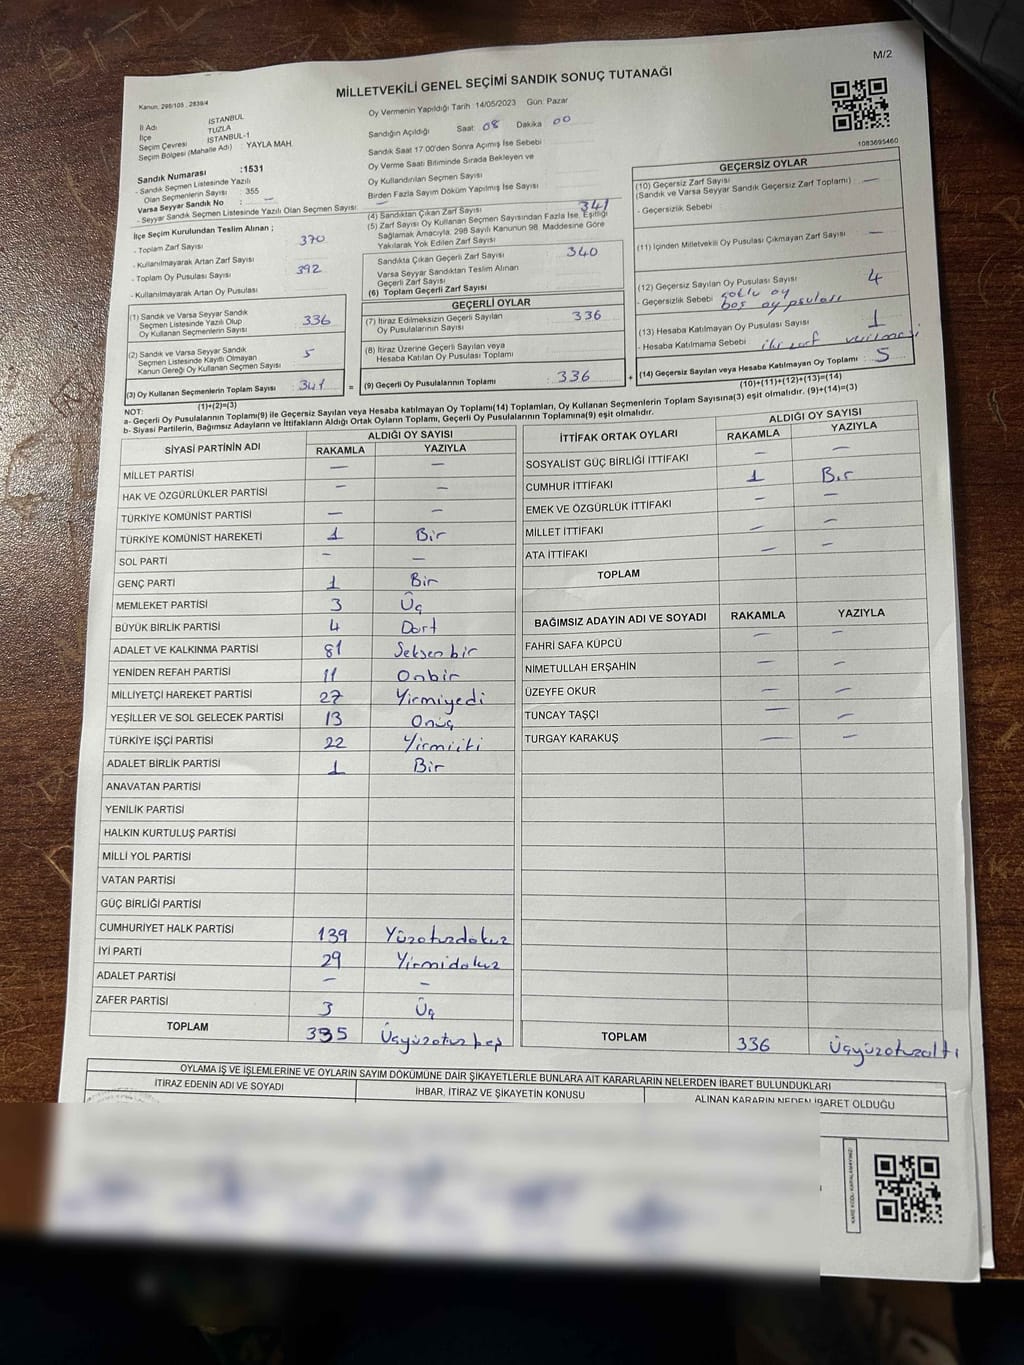 M/2
MİLLETVEKİLİ GENEL SEÇİMİ SANDIK SONUÇ TUTANAĞI
Kanun. 298/105 , 2839/4
İl Adı : İSTANBUL
İlçe : TUZLA
Seçim Çevresi : İSTANBUL-1
Seçim Bölgesi (Mahalle Adı) : YAYLA MAH.
Sandık Numarası :1531
- Sandık Seçmen Listesinde Yazılı
Olan Seçmenlerin Sayısı : 355
Varsa Seyyar Sandık No : —
- Seyyar Sandık Seçmen Listesinde Yazılı Olan Seçmen Sayısı: —
Oy Vermenin Yapıldığı Tarih :14/05/2023 Gün: Pazar
Sandığın Açıldığı Saat: 08 Dakika 00
Sandık Saat 17.00'den Sonra Açılmış İse Sebebi
Oy Verme Saati Bitiminde Sırada Bekleyen ve
Oy Kullandırılan Seçmen Sayısı
Birden Fazla Sayım Döküm Yapılmış İse Sayısı
1083695460
İlçe Seçim Kurulundan Teslim Alınan ;
- Toplam Zarf Sayısı 370
- Kullanılmayarak Artan Zarf Sayısı
- Toplam Oy Pusulası Sayısı 392
- Kullanılmayarak Artan Oy Pusulası
(1) Sandık ve Varsa Seyyar Sandık
Seçmen Listesinde Yazılı Olup
Oy Kullanan Seçmenlerin Sayısı 336
(2) Sandık ve Varsa Seyyar Sandık
Seçmen Listesinde Kayıtlı Olmayan
Kanun Gereği Oy Kullanan Seçmen Sayısı 5
(3) Oy Kullanan Seçmenlerin Toplam Sayısı 341 =
(1)+(2)=(3)
(4) Sandıktan Çıkan Zarf Sayısı 341
(5) Zarf Sayısı Oy Kullanan Seçmen Sayısından Fazla İse, Eşitliği
Sağlamak Amacıyla, 298 Sayılı Kanunun 98. Maddesine Göre
Yakılarak Yok Edilen Zarf Sayısı
Sandıkta Çıkan Geçerli Zarf Sayısı 340
Varsa Seyyar Sandıktan Teslim Alınan
Geçerli Zarf Sayısı
(6) Toplam Geçerli Zarf Sayısı
GEÇERLİ OYLAR
(7) İtiraz Edilmeksizin Geçerli Sayılan
Oy Pusulalarının Sayısı 336
(8) İtiraz Üzerine Geçerli Sayılan veya
Hesaba Katılan Oy Pusulası Toplamı
(9) Geçerli Oy Pusulalarının Toplamı 336 +
GEÇERSİZ OYLAR
(10) Geçersiz Zarf Sayısı
(Sandık ve Varsa Seyyar Sandık Geçersiz Zarf Toplamı) —
- Geçersizlik Sebebi
(11) İçinden Milletvekili Oy Pusulası Çıkmayan Zarf Sayısı —
(12) Geçersiz Sayılan Oy Pusulası Sayısı 4
- Geçersizlik Sebebi çoklu oy
boş oy pusulası
(13) Hesaba Katılmayan Oy Pusulası Sayısı 1
- Hesaba Katılmama Sebebi iki zarf verilmesi
(14) Geçersiz Sayılan veya Hesaba Katılmayan Oy Toplamı 5
(10)+(11)+(12)+(13)=(14)
NOT:
a- Geçerli Oy Pusulalarının Toplamı(9) ile Geçersiz Sayılan veya Hesaba katılmayan Oy Toplamı(14) Toplamları, Oy Kullanan Seçmenlerin Toplam Sayısına(3) eşit olmalıdır. (9)+(14)=(3)
b- Siyasi Partilerin, Bağımsız Adayların ve İttifakların Aldığı Ortak Oyların Toplamı, Geçerli Oy Pusulalarının Toplamına(9) eşit olmalıdır.
SİYASİ PARTİNİN ADI ALDIĞI OY SAYISI
RAKAMLA YAZIYLA
MİLLET PARTİSİ — —
HAK VE ÖZGÜRLÜKLER PARTİSİ — —
TÜRKİYE KOMÜNİST PARTİSİ — —
TÜRKİYE KOMÜNİST HAREKETİ 1 Bir
SOL PARTİ — —
GENÇ PARTİ 1 Bir
MEMLEKET PARTİSİ 3 Üç
BÜYÜK BİRLİK PARTİSİ 4 Dört
ADALET VE KALKINMA PARTİSİ 81 Seksenbir
YENİDEN REFAH PARTİSİ 11 Onbir
MİLLİYETÇİ HAREKET PARTİSİ 27 Yirmiyedi
YEŞİLLER VE SOL GELECEK PARTİSİ 13 Onüç
TÜRKİYE İŞÇİ PARTİSİ 22 Yirmiiki
ADALET BİRLİK PARTİSİ 1 Bir
ANAVATAN PARTİSİ
YENİLİK PARTİSİ
HALKIN KURTULUŞ PARTİSİ
MİLLİ YOL PARTİSİ
VATAN PARTİSİ
GÜÇ BİRLİĞİ PARTİSİ
CUMHURİYET HALK PARTİSİ 139 Yüzotuzdokuz
İYİ PARTİ 29 Yirmidokuz
ADALET PARTİSİ — —
ZAFER PARTİSİ 3 Üç
TOPLAM 335 Üçyüzotuzbeş
İTTİFAK ORTAK OYLARI ALDIĞI OY SAYISI
RAKAMLA YAZIYLA
SOSYALİST GÜÇ BİRLİĞİ İTTİFAKI — —
CUMHUR İTTİFAKI 1 Bir
EMEK VE ÖZGÜRLÜK İTTİFAKI — —
MİLLET İTTİFAKI — —
ATA İTTİFAKI — —
TOPLAM
BAĞIMSIZ ADAYIN ADI VE SOYADI RAKAMLA YAZIYLA
FAHRİ SAFA KÜPCÜ — —
NİMETULLAH ERŞAHİN — —
ÜZEYFE OKUR — —
TUNCAY TAŞÇI — —
TURGAY KARAKUŞ — —
TOPLAM 336 Üçyüzotuzaltı
OYLAMA İŞ VE İŞLEMLERİNE VE OYLARIN SAYIM DÖKÜMÜNE DAİR ŞİKAYETLERLE BUNLARA AİT KARARLARIN NELERDEN İBARET BULUNDUKLARI
İTİRAZ EDENİN ADI VE SOYADI İHBAR, İTİRAZ VE ŞİKAYETİN KONUSU ALINAN KARARIN NEDEN İBARET OLDUĞU